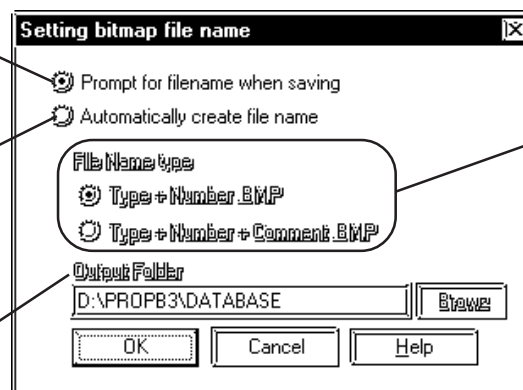 Setting bitmap file name
Prompt for filename when saving
Automatically create file name
File Name type
Type + Number .BMP
Type + Number + Comment .BMP
Output Folder
D:\PROPB3\DATABASE
Browse
OK Cancel Help